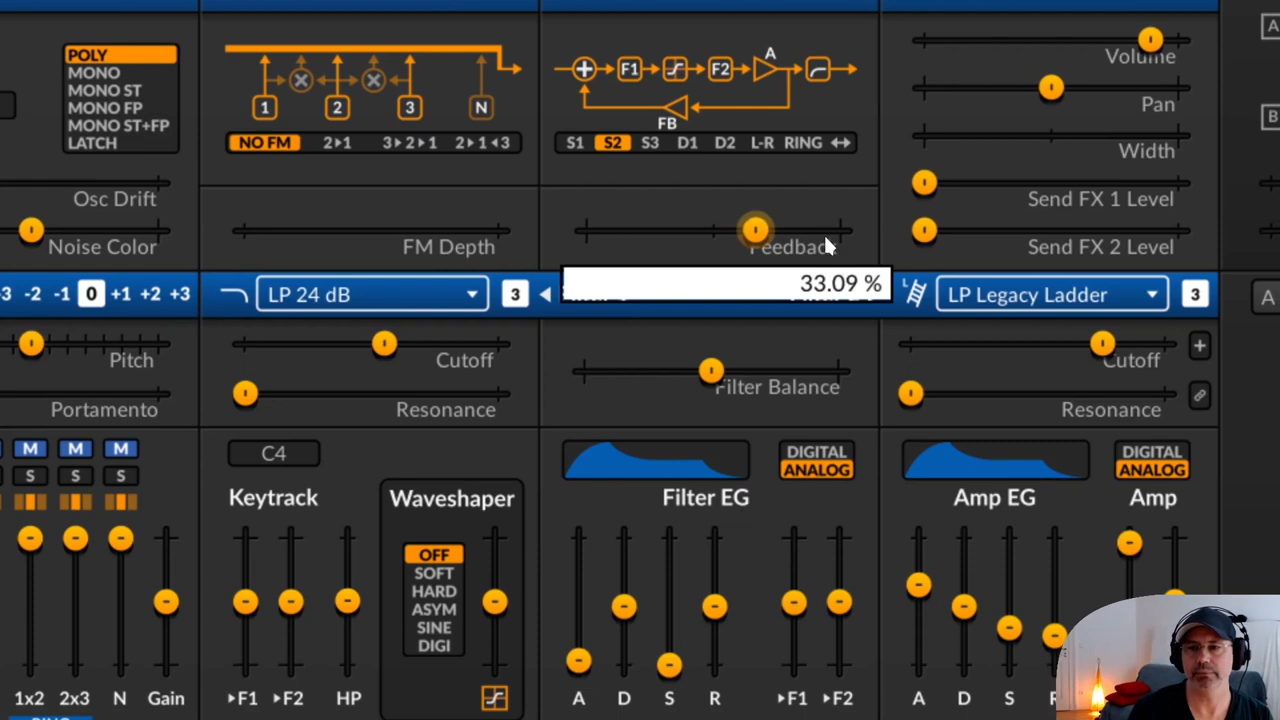 POLY
MONO
MONO ST
MONO FP
MONO ST+FP
LATCH
1 2 3 N
NO FM 2▸1 3▸2▸1 2▸1◂3
F1 F2 A
FB
S1 S2 S3 D1 D2 L-R RING
Volume
Pan
Width
Send FX 1 Level
Send FX 2 Level
A
B
Osc Drift
Noise Color
FM Depth
Feedback
33.09 %
-3 -2 -1 0 +1 +2 +3
LP 24 dB
3
LP Legacy Ladder
3
A
Pitch
Portamento
Cutoff
Resonance
Filter Balance
Cutoff
Resonance
+
M M M
S S S
C4
Keytrack
Waveshaper
OFF
SOFT
HARD
ASYM
SINE
DIGI
DIGITAL
ANALOG
Filter EG
DIGITAL
ANALOG
Amp EG
Amp
1x2 2x3 N Gain
▸F1 ▸F2 HP
A D S R ▸F1 ▸F2
A D S